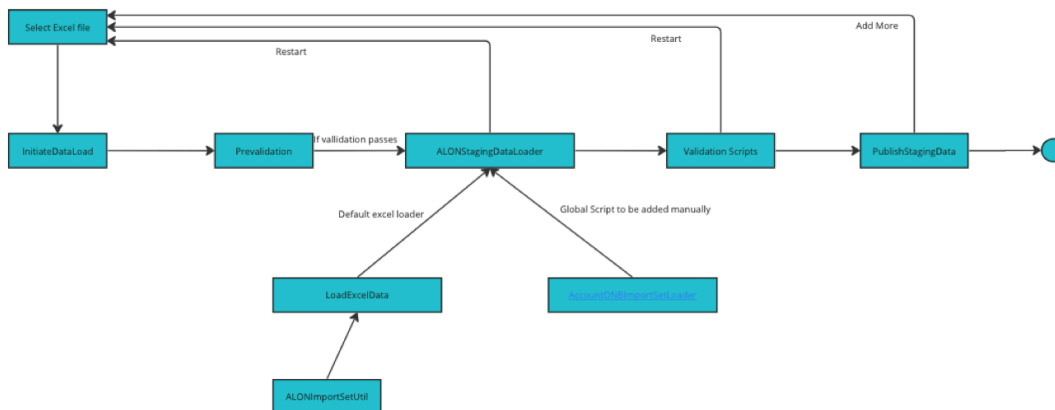 Select Excel file
Add More
Restart
Restart
InitiateDataLoad
Prevalidation
If vallidation passes
ALONStagingDataLoader
Validation Scripts
PublishStagingData
Default excel loader
Global Script to be added manually
LoadExcelData
AccountDNBImportSetLoader
ALONImportSetUtil